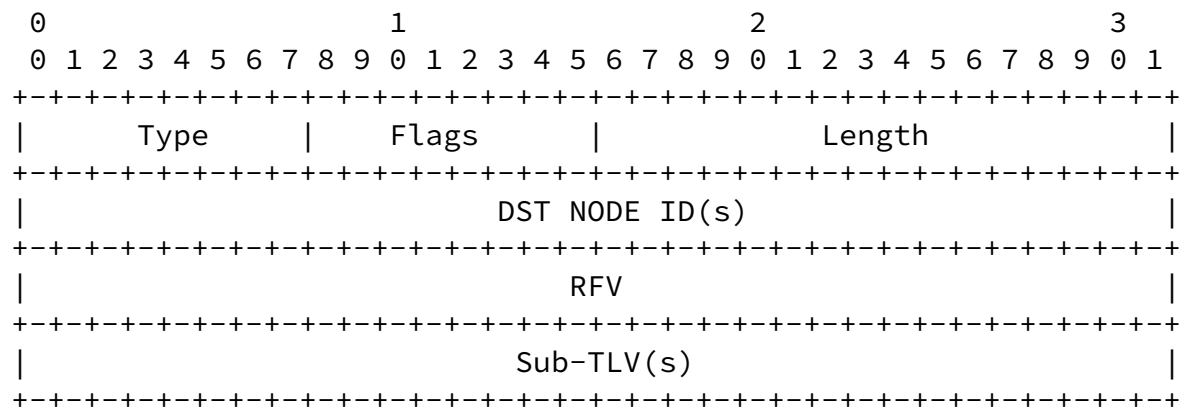 0                   1                   2                   3
 0 1 2 3 4 5 6 7 8 9 0 1 2 3 4 5 6 7 8 9 0 1 2 3 4 5 6 7 8 9 0 1
+-+-+-+-+-+-+-+-+-+-+-+-+-+-+-+-+-+-+-+-+-+-+-+-+-+-+-+-+-+-+-+-+
|      Type     |    Flags      |            Length             |
+-+-+-+-+-+-+-+-+-+-+-+-+-+-+-+-+-+-+-+-+-+-+-+-+-+-+-+-+-+-+-+-+
|                          DST NODE ID(s)                       |
+-+-+-+-+-+-+-+-+-+-+-+-+-+-+-+-+-+-+-+-+-+-+-+-+-+-+-+-+-+-+-+-+
|                              RFV                              |
+-+-+-+-+-+-+-+-+-+-+-+-+-+-+-+-+-+-+-+-+-+-+-+-+-+-+-+-+-+-+-+-+
|                           Sub-TLV(s)                          |
+-+-+-+-+-+-+-+-+-+-+-+-+-+-+-+-+-+-+-+-+-+-+-+-+-+-+-+-+-+-+-+-+